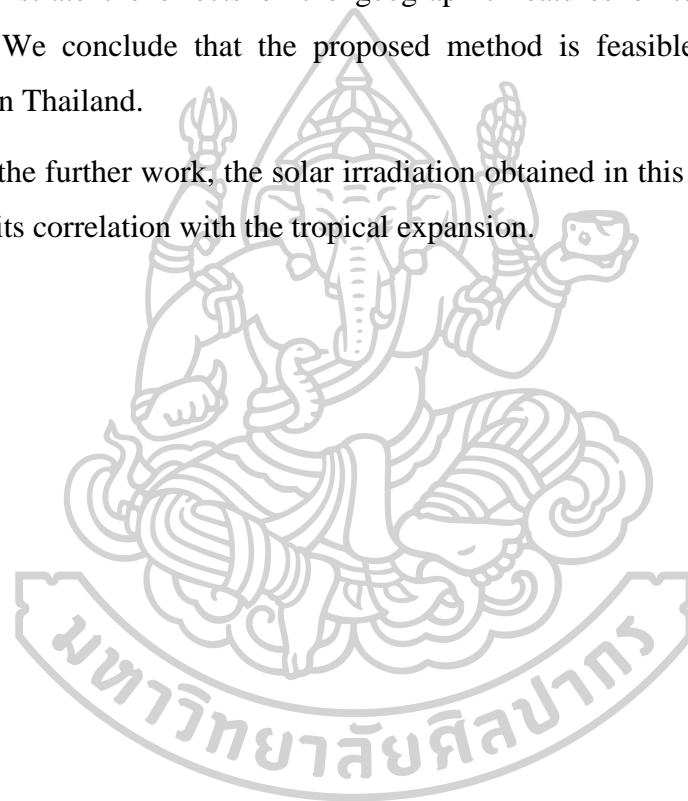 We conclude that the proposed method is feasible
n Thailand.
the further work, the solar irradiation obtained in this
its correlation with the tropical expansion.
มหาวิทยาลัยศิลปากร